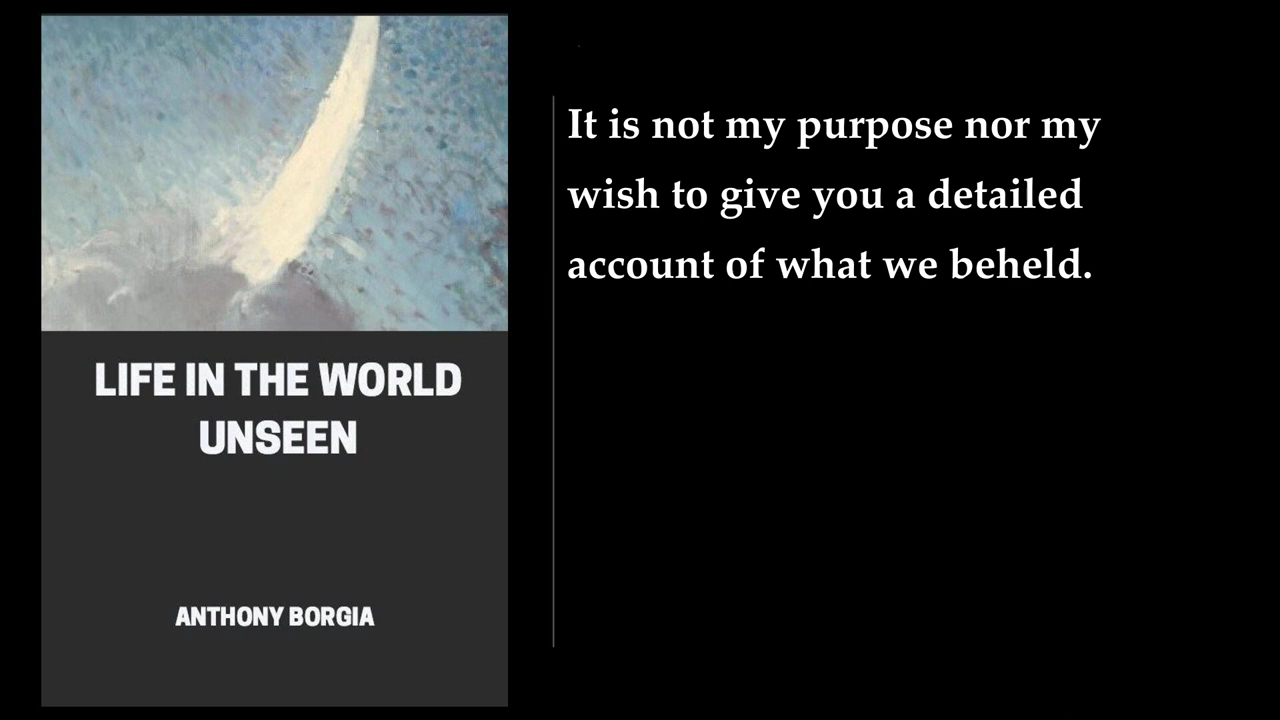 LIFE IN THE WORLD
UNSEEN
ANTHONY BORGIA
It is not my purpose nor my
wish to give you a detailed
account of what we beheld.